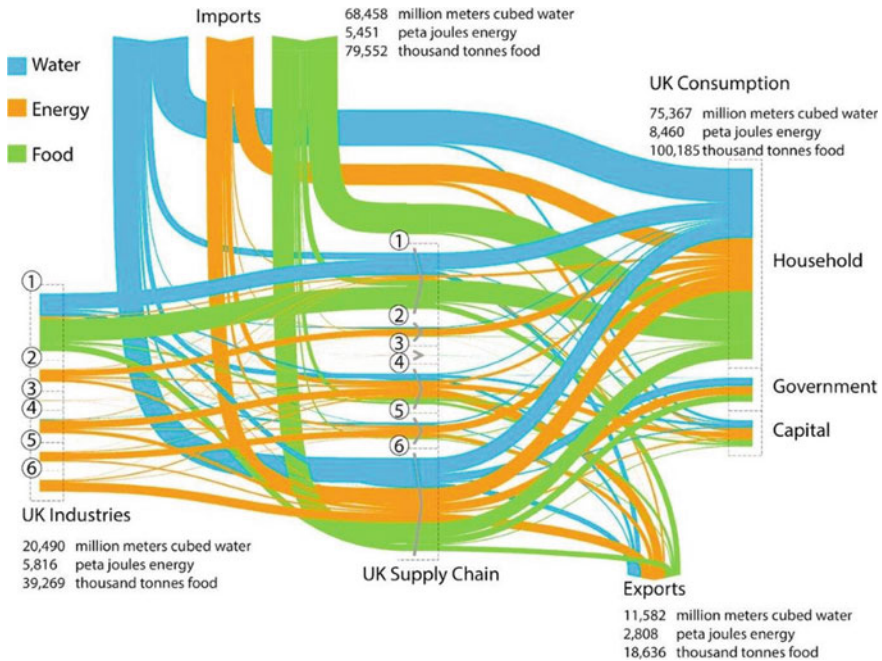 Imports
68,458 million meters cubed water
5,451 peta joules energy
79,552 thousand tonnes food
Water
Energy
Food
UK Consumption
75,367 million meters cubed water
8,460 peta joules energy
100,185 thousand tonnes food
Household
Government
Capital
1
2
3
4
5
6
UK Industries
20,490 million meters cubed water
5,816 peta joules energy
39,269 thousand tonnes food
1
2
3
4
5
6
UK Supply Chain
Exports
11,582 million meters cubed water
2,808 peta joules energy
18,636 thousand tonnes food